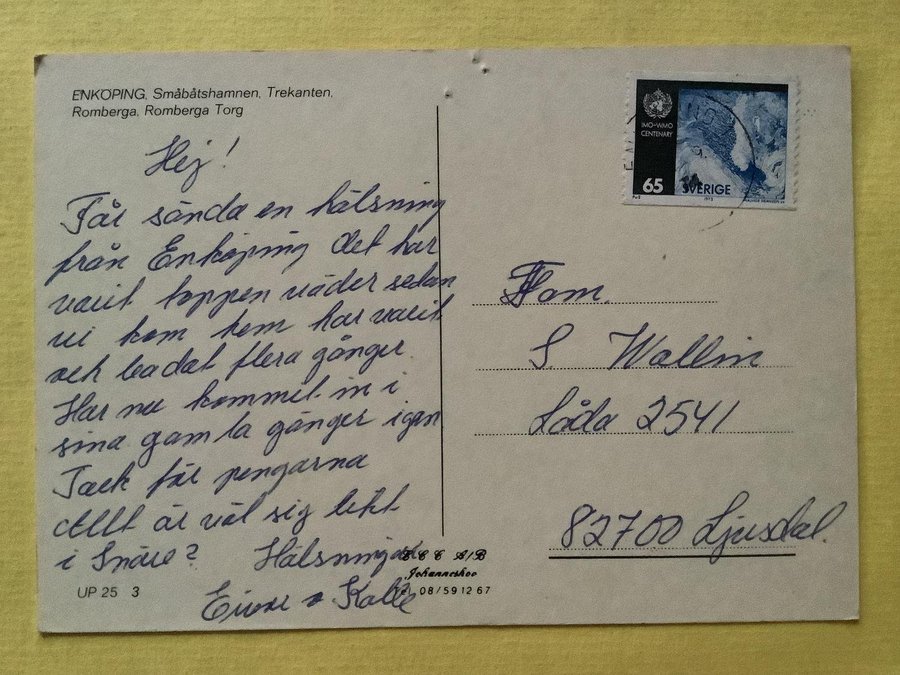 ENKÖPING, Småbåtshamnen, Trekanten,
Romberga, Romberga Torg
Hej!
Får sända en hälsning
från Enköping det har
varit toppen väder sedan
vi kom hem har varit
och badat flera gånger.
Har nu kommit in i
sina gamla gånger igen
Tack för pengarna
Allt är väl sig likt
i Snäre? Hälsningar
Kalle
UP 25 3
A/B
Johanneshov
08/59 12 67
IMO-WMO
CENTENARY
65 SVERIGE
1973
Fam.
S. Wallin
Låda 2541
82700 Ljusdal.